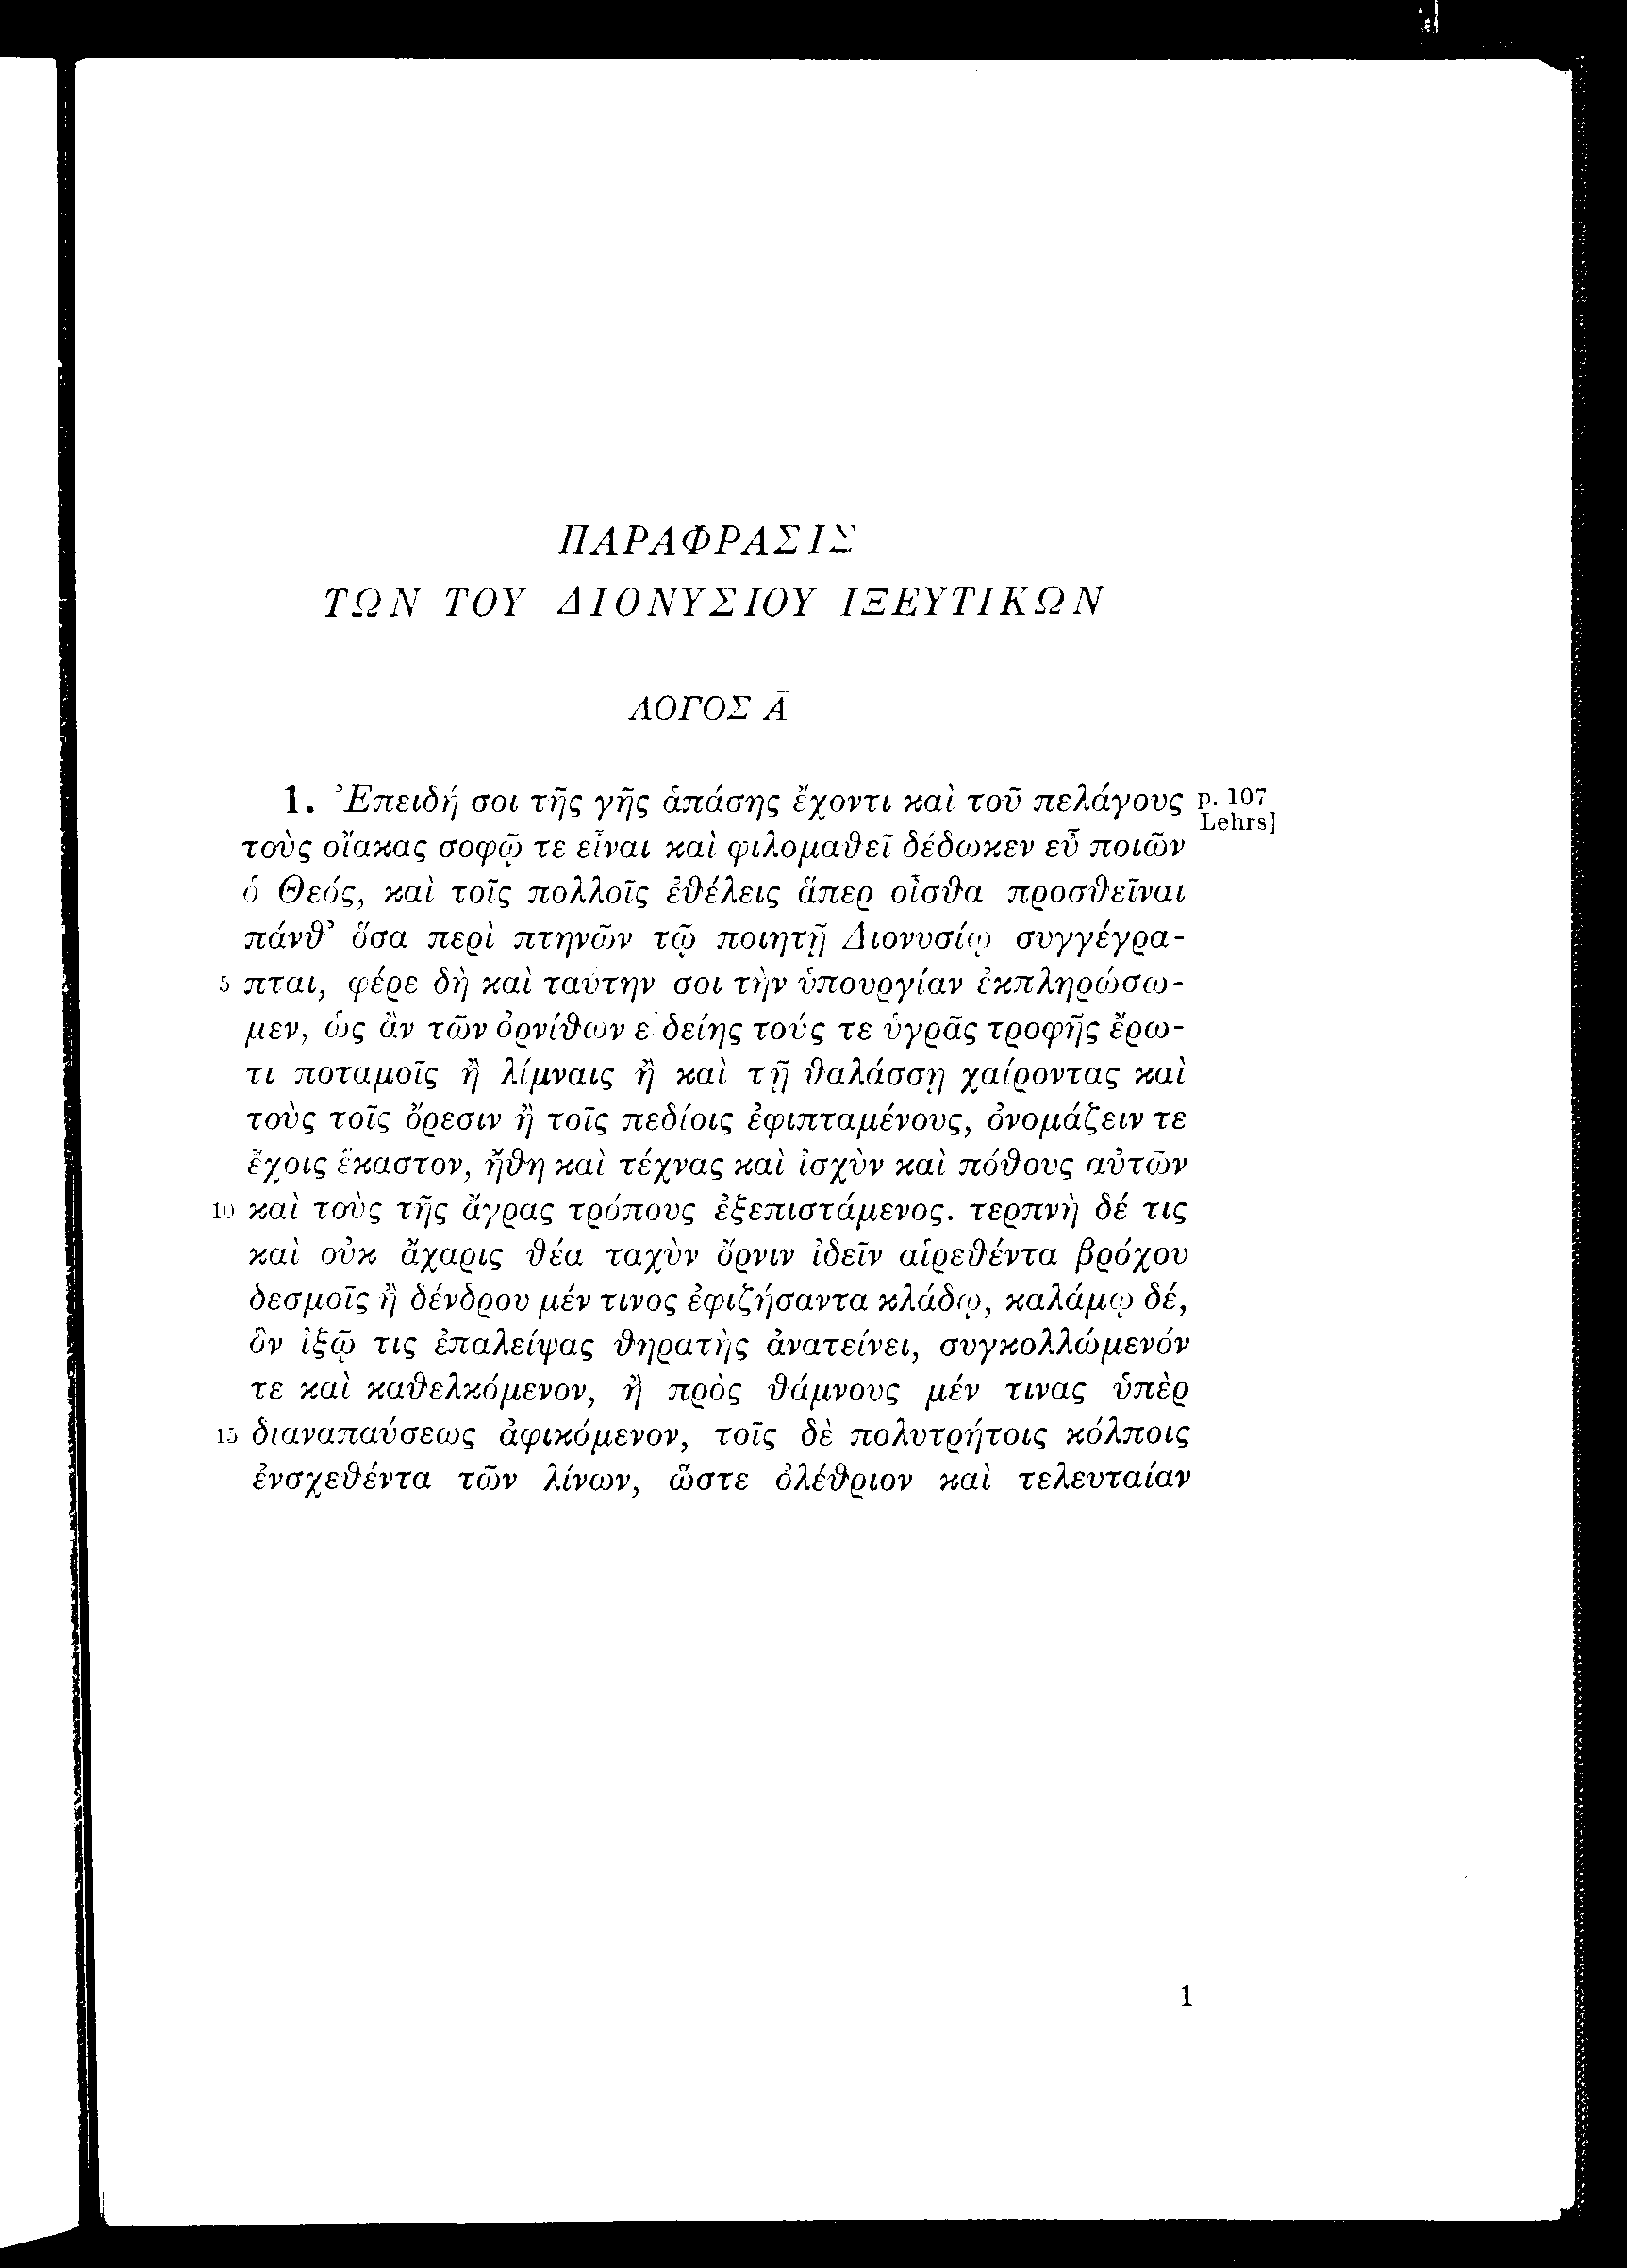 ΠΑΡΑΦΡΑΣΙΣ
ΤΩΝ ΤΟΥ ΔΙΟΝΥΣΙΟΥ ΙΞΕΥΤΙΚΩΝ
ΛΟΓΟΣ Α̅
1. Ἐπειδή σοι τῆς γῆς ἁπάσης ἔχοντι καὶ τοῦ πελάγους p. 107 Lehrs]
τοὺς οἴακας σοφῷ τε εἶναι καὶ φιλομαθεῖ δέδωκεν εὖ ποιῶν
ὁ Θεός, καὶ τοῖς πολλοῖς ἐθέλεις ἅπερ οἶσθα προσθεῖναι
πάνθ’ ὅσα περὶ πτηνῶν τῷ ποιητῇ Διονυσίῳ συγγέγρα-
5 πται, φέρε δὴ καὶ ταύτην σοι τὴν ὑπουργίαν ἐκπληρώσω-
μεν, ὡς ἂν τῶν ὀρνίθων εἰδείης τούς τε ὑγρᾶς τροφῆς ἔρω-
τι ποταμοῖς ἢ λίμναις ἢ καὶ τῇ θαλάσσῃ χαίροντας καὶ
τοὺς τοῖς ὄρεσιν ἢ τοῖς πεδίοις ἐφιπταμένους, ὀνομάζειν τε
ἔχοις ἕκαστον, ἤθη καὶ τέχνας καὶ ἰσχὺν καὶ πόθους αὐτῶν
10 καὶ τοὺς τῆς ἄγρας τρόπους ἐξεπιστάμενος. τερπνὴ δέ τις
καὶ οὐκ ἄχαρις θέα ταχὺν ὄρνιν ἰδεῖν αἱρεθέντα βρόχου
δεσμοῖς ἢ δένδρου μέν τινος ἐφιζήσαντα κλάδῳ, καλάμῳ δέ,
ὃν ἰξῷ τις ἐπαλείψας θηρατὴς ἀνατείνει, συγκολλώμενόν
τε καὶ καθελκόμενον, ἢ πρὸς θάμνους μέν τινας ὑπὲρ
15 διαναπαύσεως ἀφικόμενον, τοῖς δὲ πολυτρήτοις κόλποις
ἐνσχεθέντα τῶν λίνων, ὥστε ὀλέθριον καὶ τελευταίαν
1